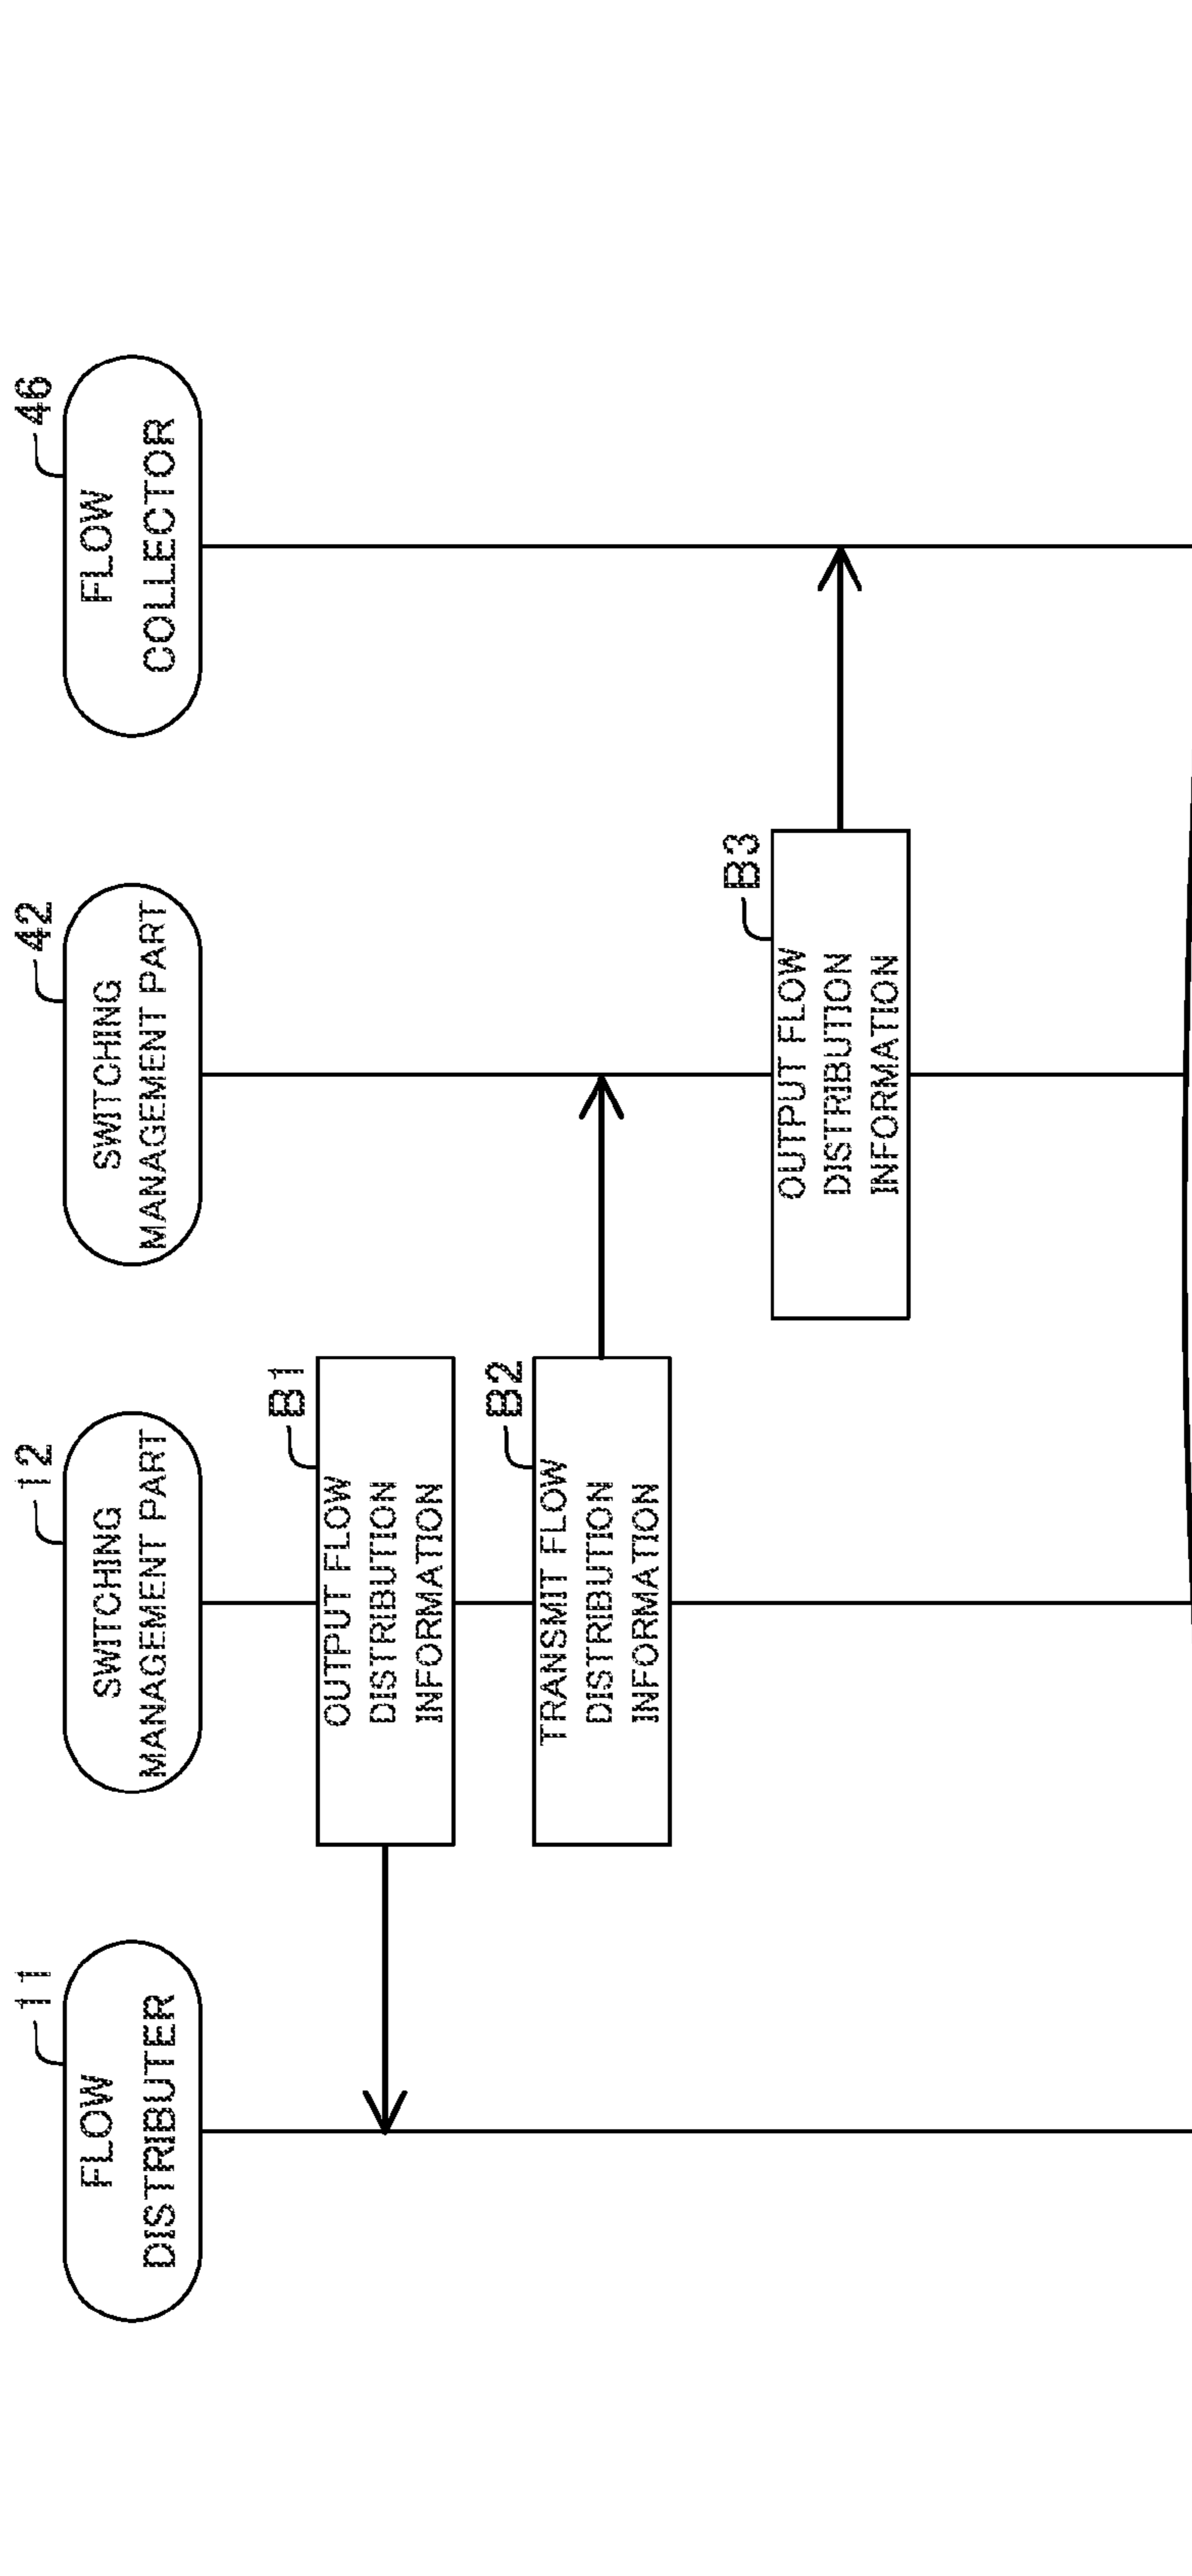 11
FLOW
DISTRIBUTER
12
SWITCHING
MANAGEMENT PART
42
SWITCHING
MANAGEMENT PART
46
FLOW
COLLECTOR
B1
OUTPUT FLOW
DISTRIBUTION
INFORMATION
B2
TRANSMIT FLOW
DISTRIBUTION
INFORMATION
B3
OUTPUT FLOW
DISTRIBUTION
INFORMATION